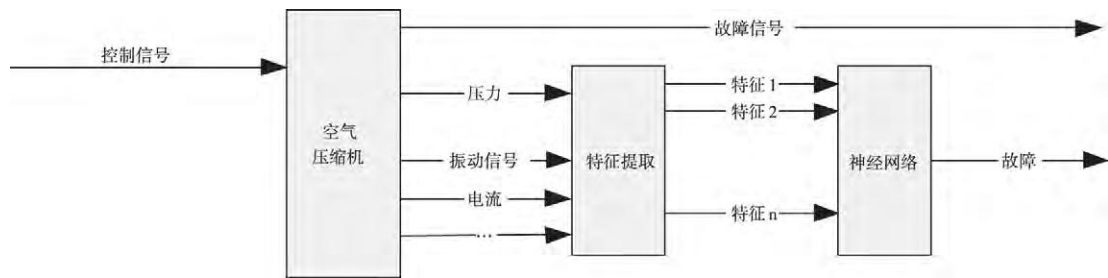 故障信号
控制信号
压力
特征 1
特征 2
空气
压缩机
振动信号
特征提取
神经网络
故障
电流
特征 n
...